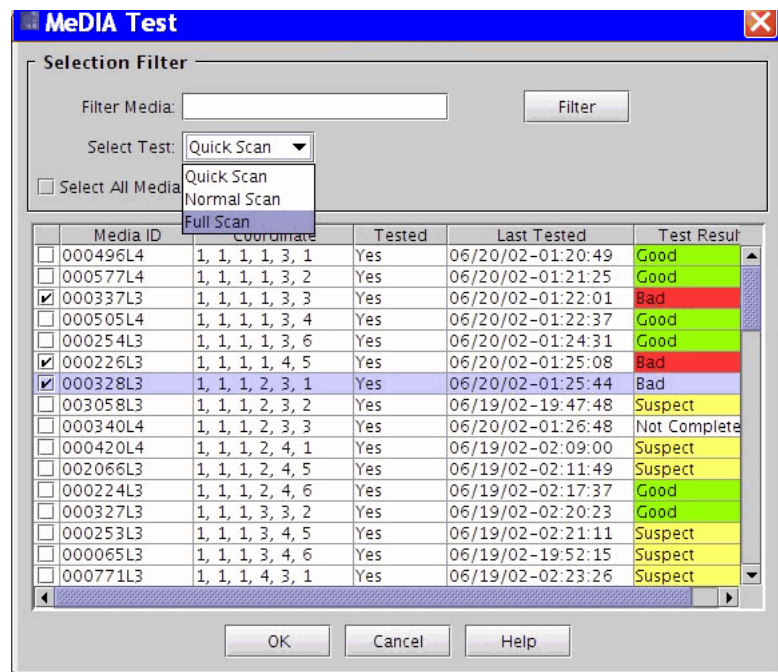 MeDIA Test
Selection Filter
Filter Media:
Filter
Select Test: Quick Scan
Quick Scan
Normal Scan
Full Scan
Select All Media
Media ID Coordinate Tested Last Tested Test Result
000496L4 1, 1, 1, 1, 3, 1 Yes 06/20/02-01:20:49 Good
000577L4 1, 1, 1, 1, 3, 2 Yes 06/20/02-01:21:25 Good
000337L3 1, 1, 1, 1, 3, 3 Yes 06/20/02-01:22:01 Bad
000505L4 1, 1, 1, 1, 3, 4 Yes 06/20/02-01:22:37 Good
000254L3 1, 1, 1, 1, 3, 6 Yes 06/20/02-01:24:31 Good
000226L3 1, 1, 1, 1, 4, 5 Yes 06/20/02-01:25:08 Bad
000328L3 1, 1, 1, 2, 3, 1 Yes 06/20/02-01:25:44 Bad
003058L3 1, 1, 1, 2, 3, 2 Yes 06/19/02-19:47:48 Suspect
000340L4 1, 1, 1, 2, 3, 3 Yes 06/20/02-01:26:48 Not Complete
000420L4 1, 1, 1, 2, 4, 1 Yes 06/19/02-02:09:00 Suspect
002066L3 1, 1, 1, 2, 4, 5 Yes 06/19/02-02:11:49 Suspect
000224L3 1, 1, 1, 2, 4, 6 Yes 06/19/02-02:17:37 Good
000327L3 1, 1, 1, 3, 3, 2 Yes 06/19/02-02:20:23 Good
000253L3 1, 1, 1, 3, 4, 5 Yes 06/19/02-02:21:11 Suspect
000065L3 1, 1, 1, 3, 4, 6 Yes 06/19/02-19:52:15 Suspect
000771L3 1, 1, 1, 4, 3, 1 Yes 06/19/02-02:23:26 Suspect
OK Cancel Help